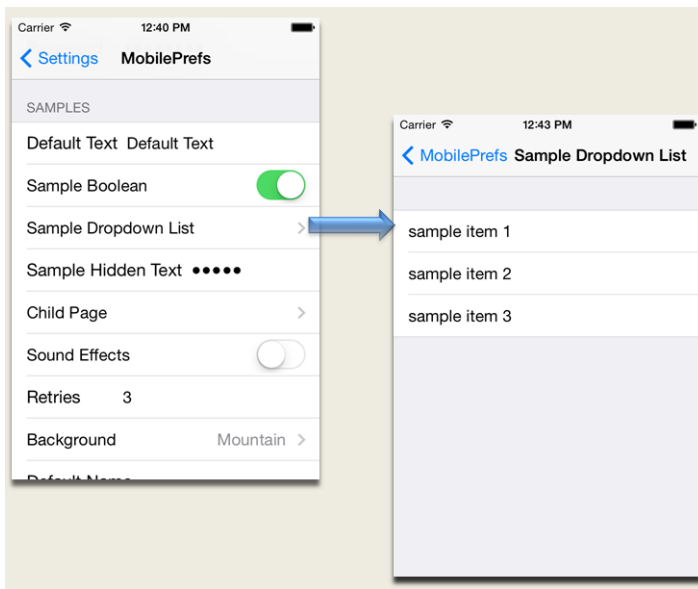 Carrier 12:40 PM
Settings MobilePrefs
SAMPLES
Default Text Default Text
Sample Boolean
Sample Dropdown List
Sample Hidden Text •••••
Child Page
Sound Effects
Retries 3
Background Mountain
Default Name
Carrier 12:43 PM
MobilePrefs Sample Dropdown List
sample item 1
sample item 2
sample item 3